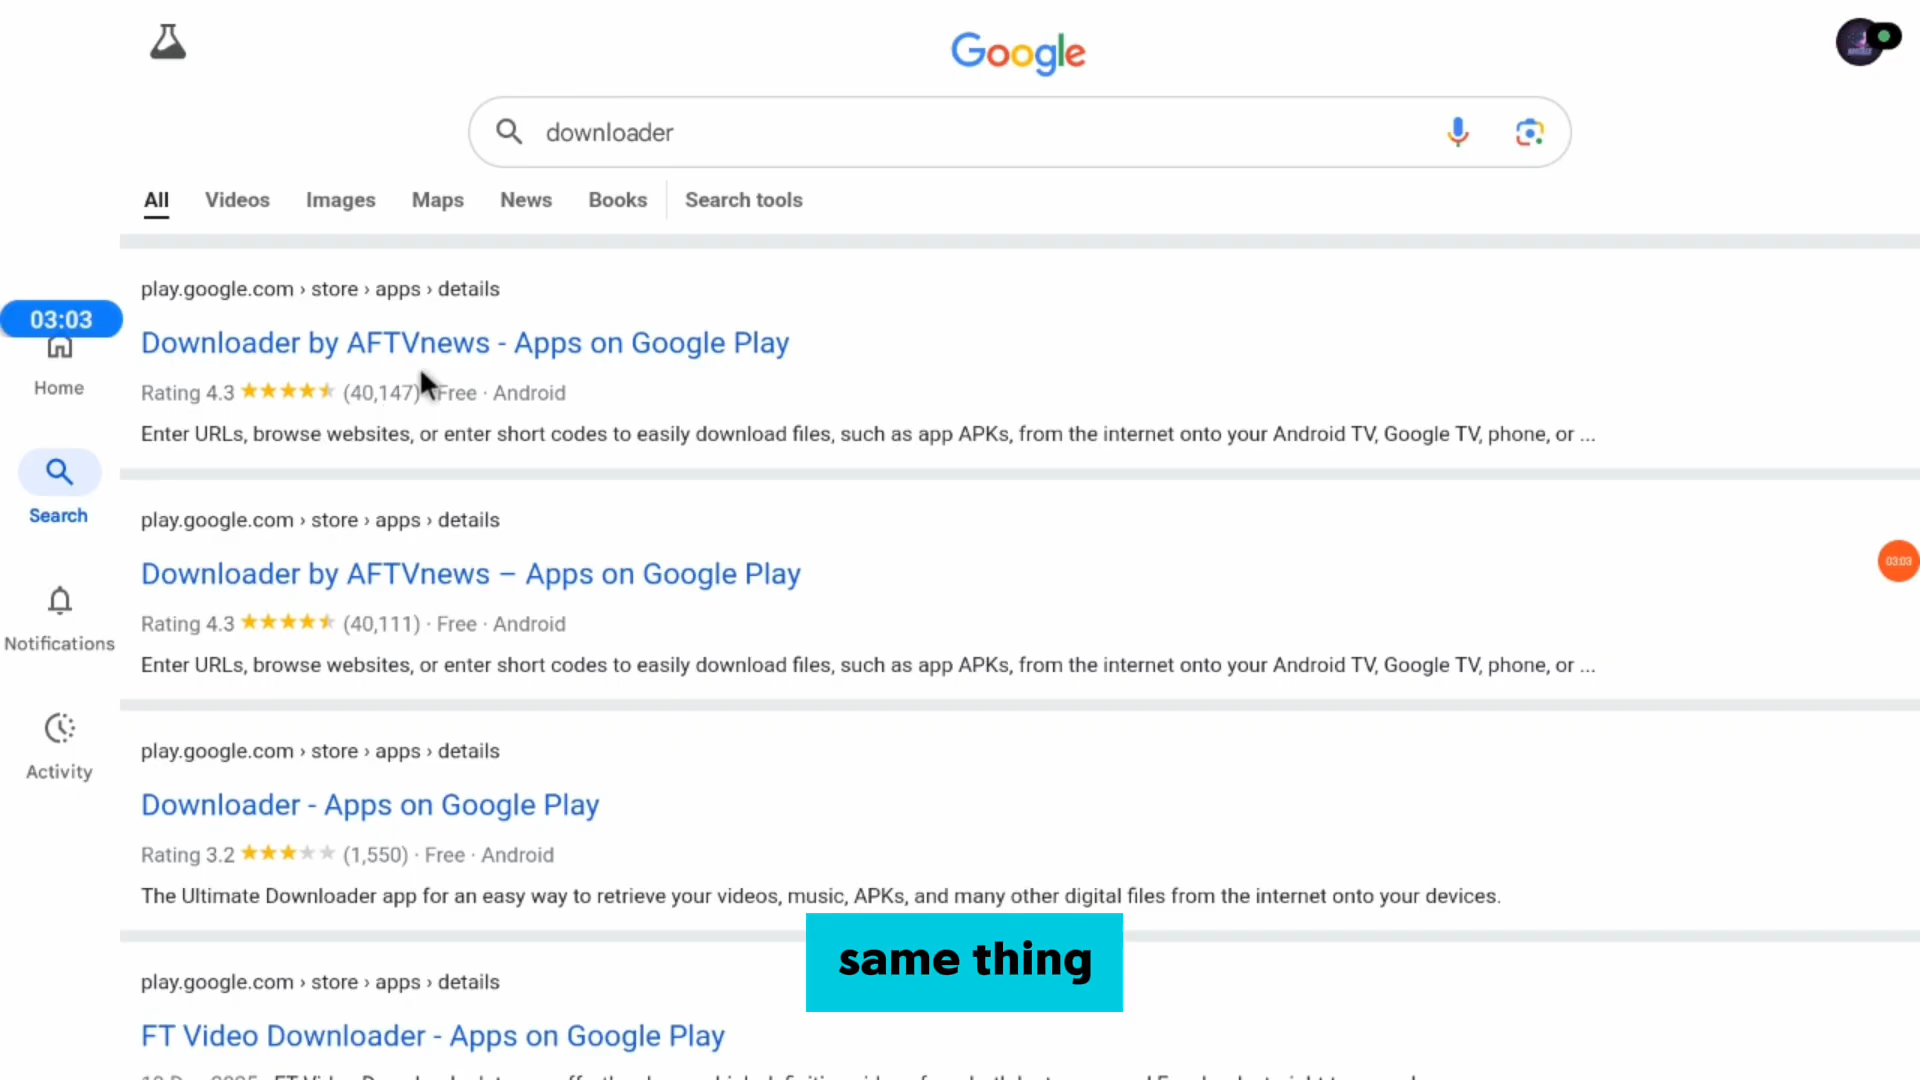 Google
downloader
All Videos Images Maps News Books Search tools
play.google.com › store › apps › details
03:03
Downloader by AFTVnews - Apps on Google Play
Home
Rating 4.3 (40,147) Free · Android
Enter URLs, browse websites, or enter short codes to easily download files, such as app APKs, from the internet onto your Android TV, Google TV, phone, or ...
Search
play.google.com › store › apps › details
Downloader by AFTVnews – Apps on Google Play
03:03
Rating 4.3 (40,111) · Free · Android
Notifications
Enter URLs, browse websites, or enter short codes to easily download files, such as app APKs, from the internet onto your Android TV, Google TV, phone, or ...
play.google.com › store › apps › details
Activity
Downloader - Apps on Google Play
Rating 3.2 (1,550) · Free · Android
The Ultimate Downloader app for an easy way to retrieve your videos, music, APKs, and many other digital files from the internet onto your devices.
same thing
play.google.com › store › apps › details
FT Video Downloader - Apps on Google Play